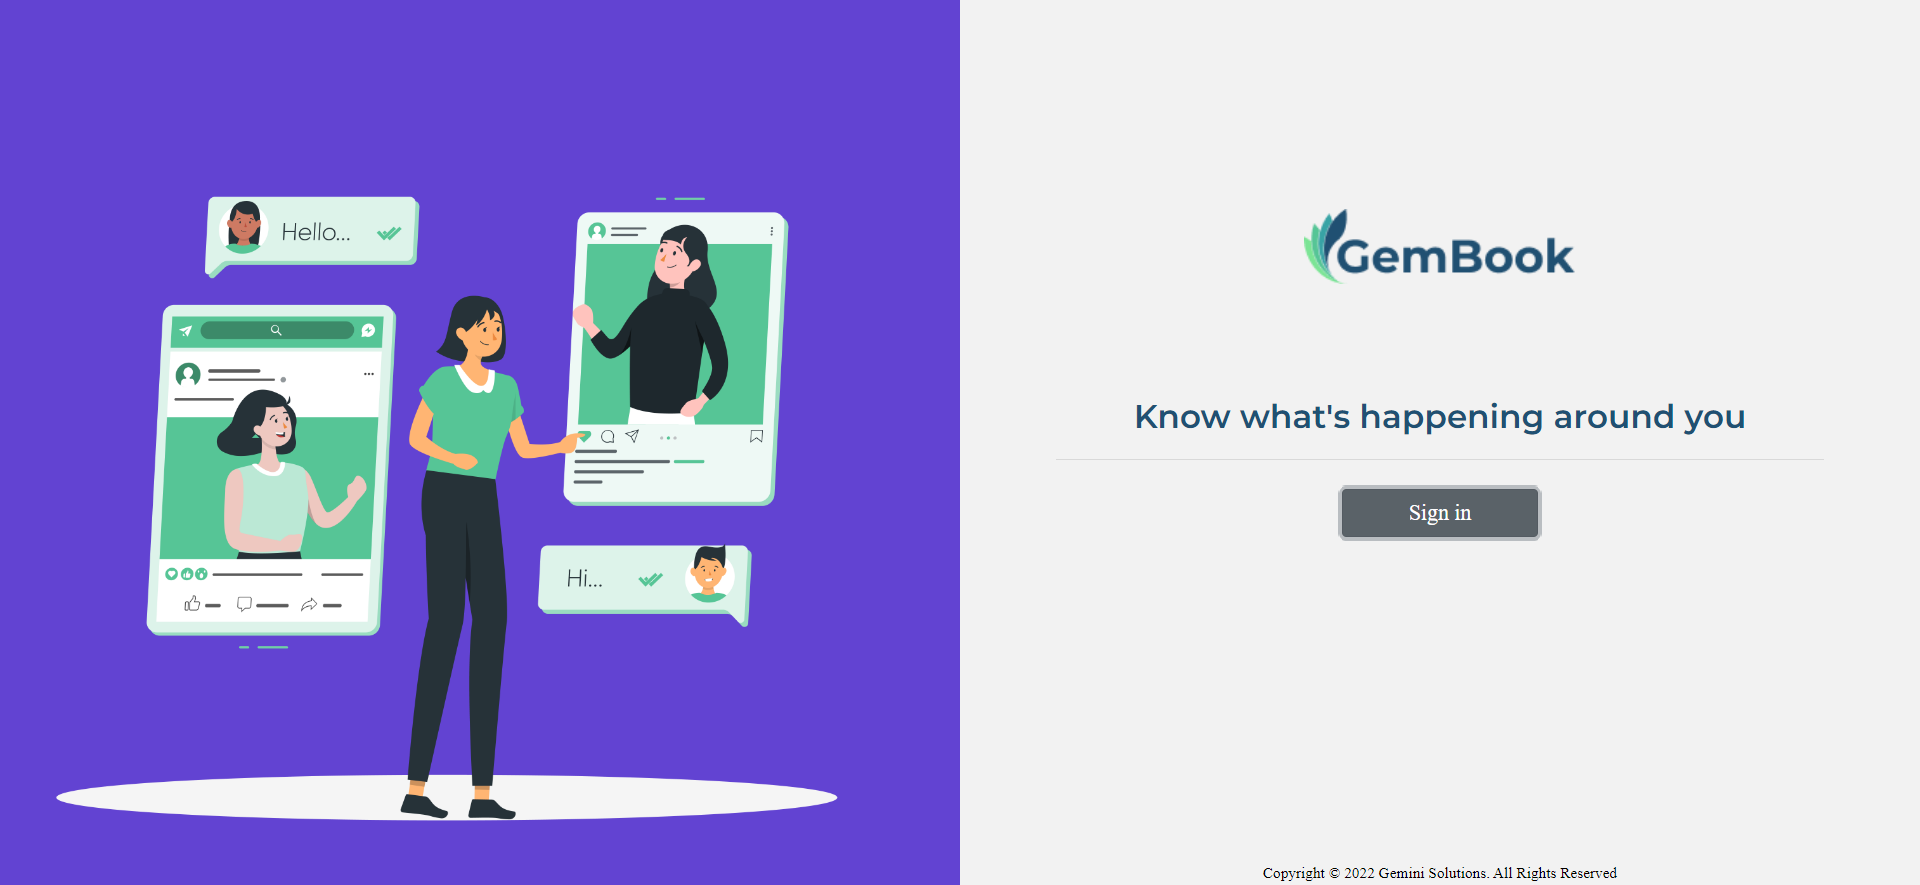 Hello...
Hi...
GemBook
Know what's happening around you
Sign in
Copyright © 2022 Gemini Solutions. All Rights Reserved